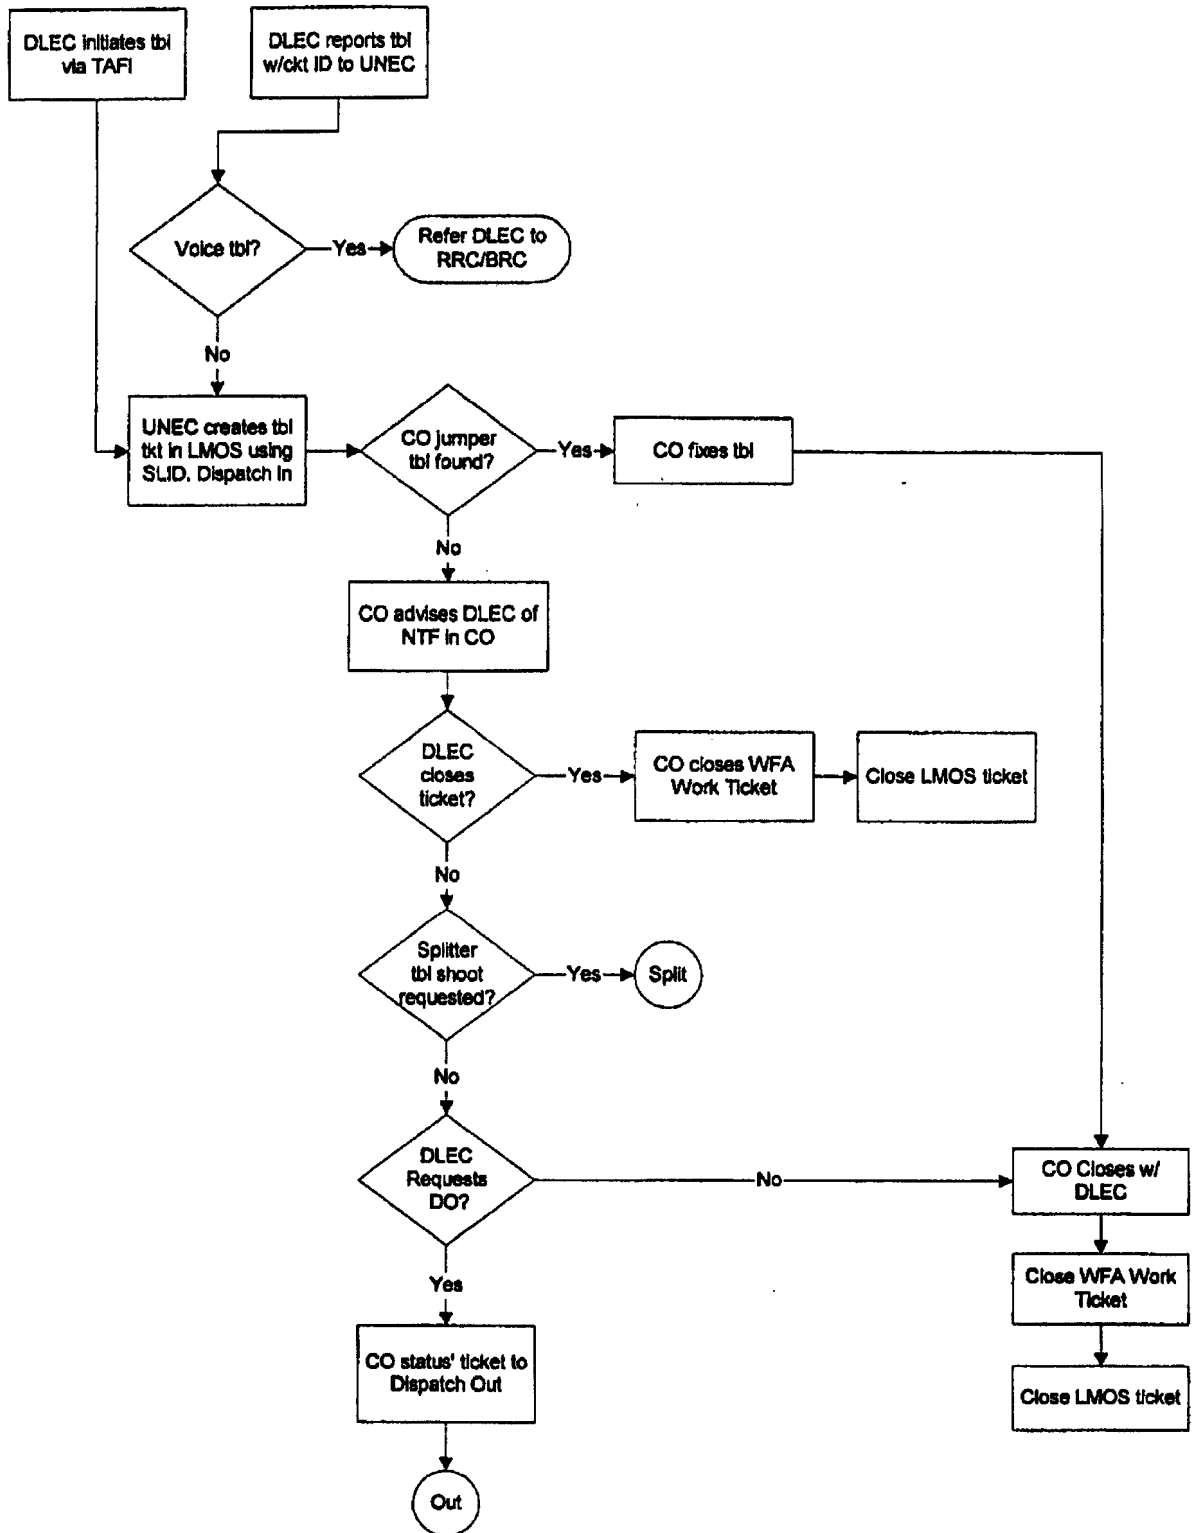 DLEC initiates tbl
via TAFI
DLEC reports tbl
w/ckt ID to UNEC
Voice tbl?
Yes
Refer DLEC to
RRC/BRC
No
UNEC creates tbl
tkt in LMOS using
SLID. Dispatch In
CO jumper
tbl found?
Yes
CO fixes tbl
No
CO advises DLEC of
NTF in CO
DLEC
closes
ticket?
Yes
CO closes WFA
Work Ticket
Close LMOS ticket
No
Splitter
tbl shoot
requested?
Yes
Split
No
DLEC
Requests
DO?
No
CO Closes w/
DLEC
Close WFA Work
Ticket
Yes
CO status' ticket to
Dispatch Out
Close LMOS ticket
Out